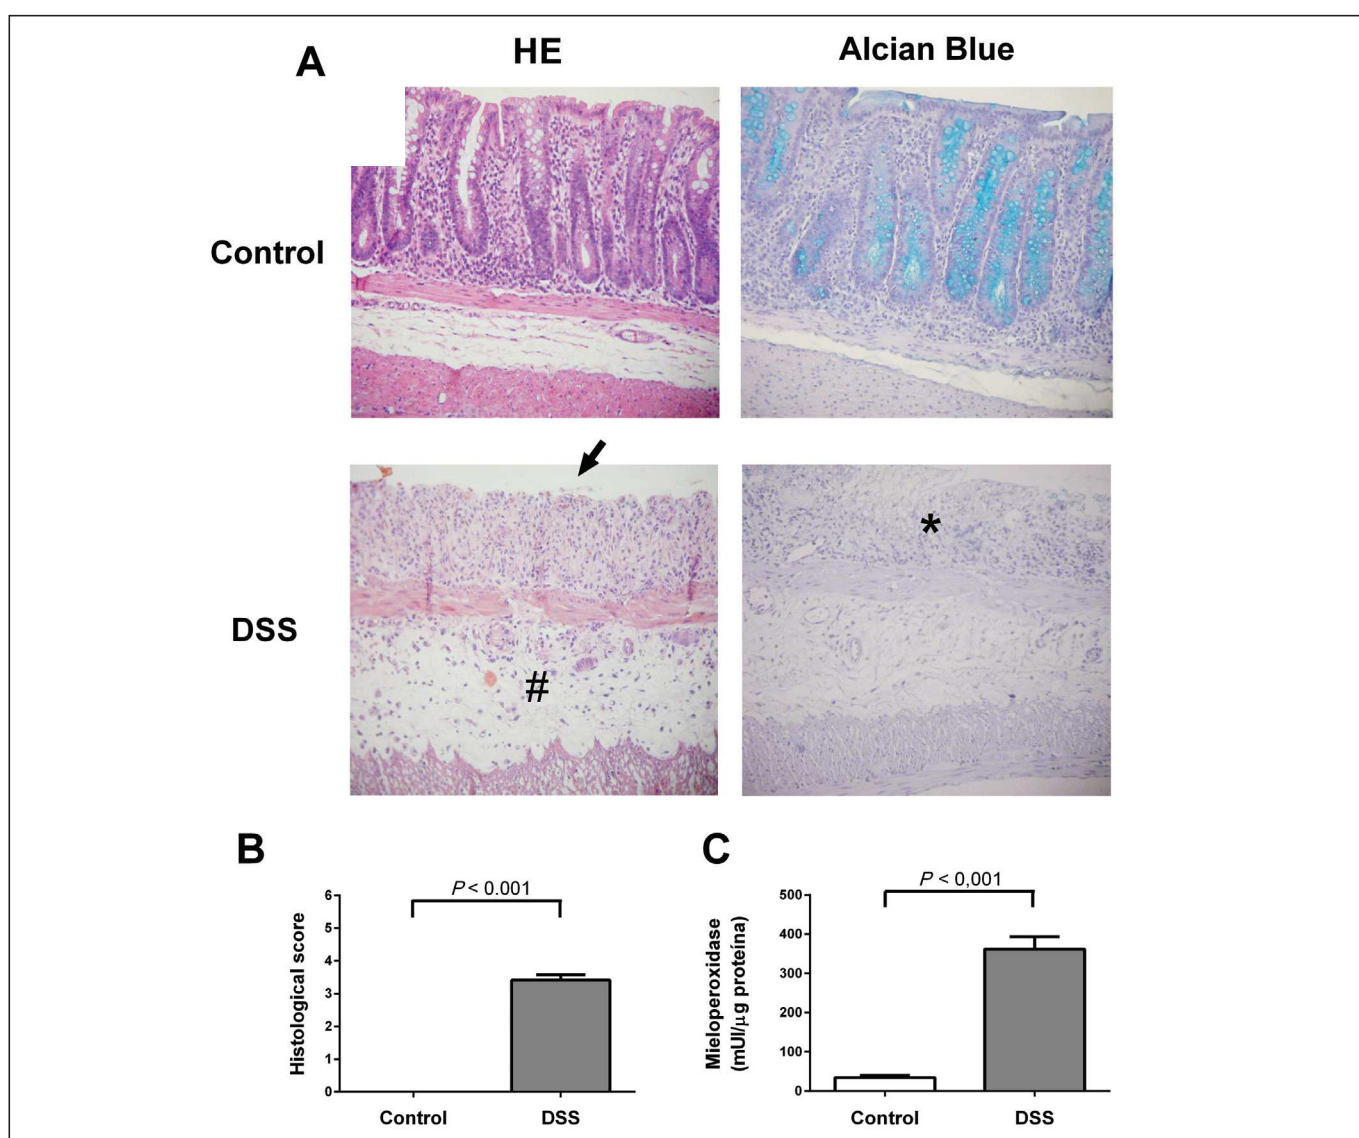 A
HE
Alcian Blue
Control
DSS
#
*
B
P < 0.001
Histological score
6
5
4
3
2
1
0
Control
DSS
C
P < 0,001
Mieloperoxidase
(mUI/µg proteína)
500
400
300
200
100
0
Control
DSS